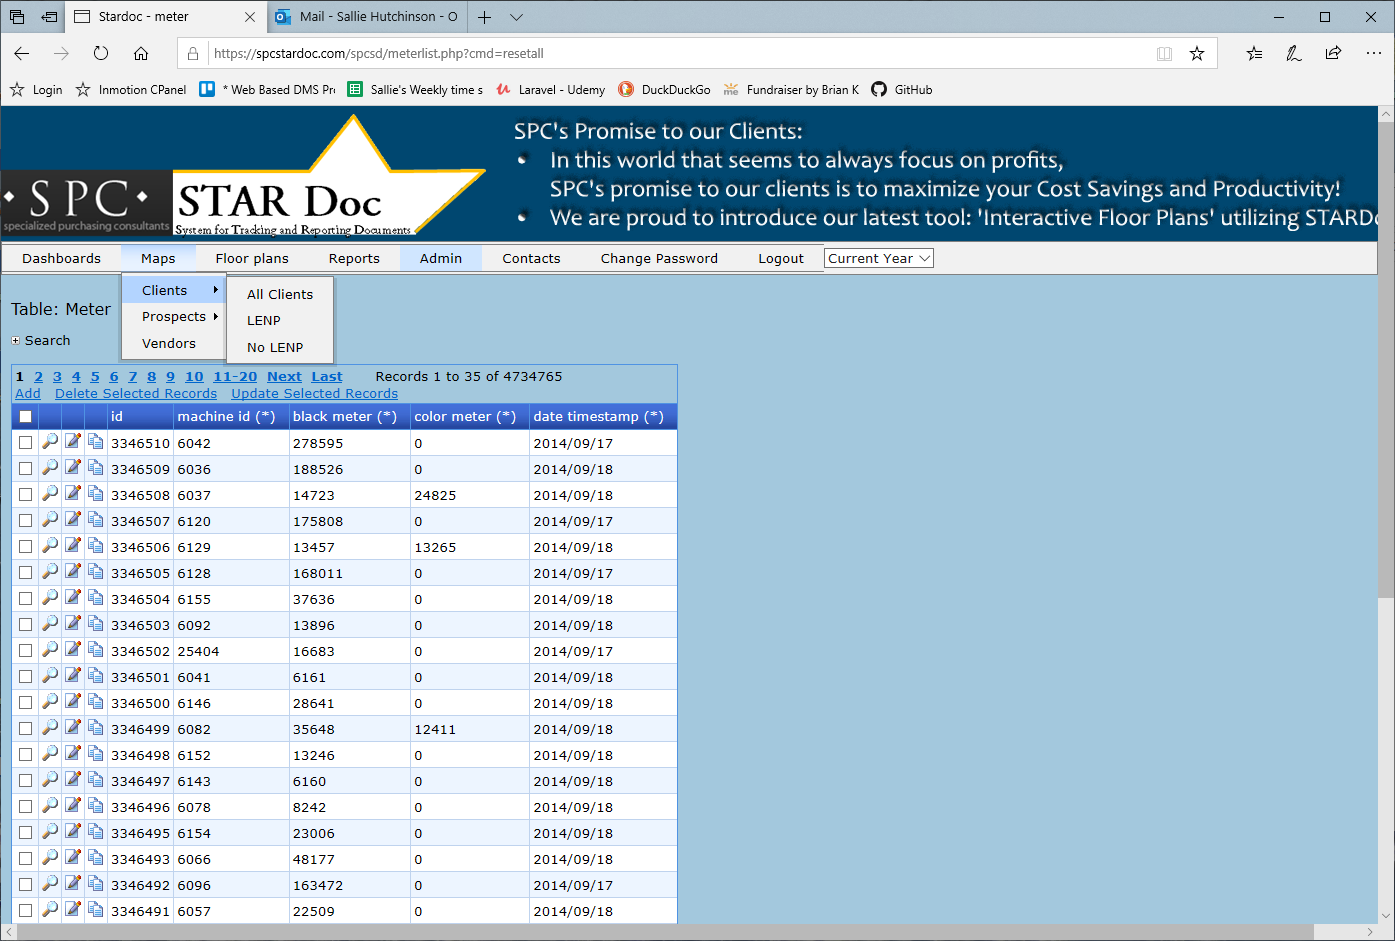 Stardoc - meter
Mail - Sallie Hutchinson - O
https://spcstardoc.com/spcsd/meterlist.php?cmd=resetall
Login Inmotion CPanel * Web Based DMS Pr Sallie's Weekly time s Laravel - Udemy DuckDuckGo Fundraiser by Brian K GitHub
SPC
specialized purchasing consultants
STAR Doc
System for Tracking and Reporting Documents
SPC's Promise to our Clients:
• In this world that seems to always focus on profits,
SPC's promise to our clients is to maximize your Cost Savings and Productivity!
• We are proud to introduce our latest tool: 'Interactive Floor Plans' utilizing STARDo
Dashboards Maps Floor plans Reports Admin Contacts Change Password Logout Current Year
Clients
Prospects
Vendors
All Clients
LENP
No LENP
Table: Meter
Search
1 2 3 4 5 6 7 8 9 10 11-20 Next Last Records 1 to 35 of 4734765
Add Delete Selected Records Update Selected Records
id machine id (*) black meter (*) color meter (*) date timestamp (*)
3346510 6042 278595 0 2014/09/17
3346509 6036 188526 0 2014/09/18
3346508 6037 14723 24825 2014/09/18
3346507 6120 175808 0 2014/09/17
3346506 6129 13457 13265 2014/09/18
3346505 6128 168011 0 2014/09/17
3346504 6155 37636 0 2014/09/18
3346503 6092 13896 0 2014/09/18
3346502 25404 16683 0 2014/09/17
3346501 6041 6161 0 2014/09/18
3346500 6146 28641 0 2014/09/18
3346499 6082 35648 12411 2014/09/18
3346498 6152 13246 0 2014/09/18
3346497 6143 6160 0 2014/09/18
3346496 6078 8242 0 2014/09/18
3346495 6154 23006 0 2014/09/18
3346493 6066 48177 0 2014/09/18
3346492 6096 163472 0 2014/09/17
3346491 6057 22509 0 2014/09/18